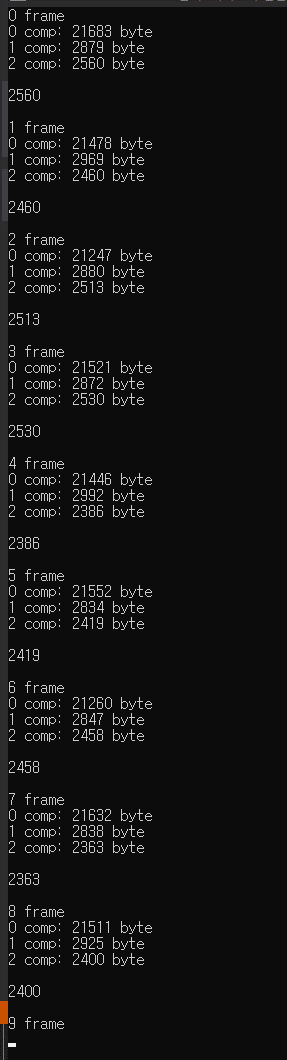 0 frame
0 comp: 21683 byte
1 comp: 2879 byte
2 comp: 2560 byte
2560
1 frame
0 comp: 21478 byte
1 comp: 2969 byte
2 comp: 2460 byte
2460
2 frame
0 comp: 21247 byte
1 comp: 2880 byte
2 comp: 2513 byte
2513
3 frame
0 comp: 21521 byte
1 comp: 2872 byte
2 comp: 2530 byte
2530
4 frame
0 comp: 21446 byte
1 comp: 2992 byte
2 comp: 2386 byte
2386
5 frame
0 comp: 21552 byte
1 comp: 2834 byte
2 comp: 2419 byte
2419
6 frame
0 comp: 21260 byte
1 comp: 2847 byte
2 comp: 2458 byte
2458
7 frame
0 comp: 21632 byte
1 comp: 2838 byte
2 comp: 2363 byte
2363
8 frame
0 comp: 21511 byte
1 comp: 2925 byte
2 comp: 2400 byte
2400
9 frame